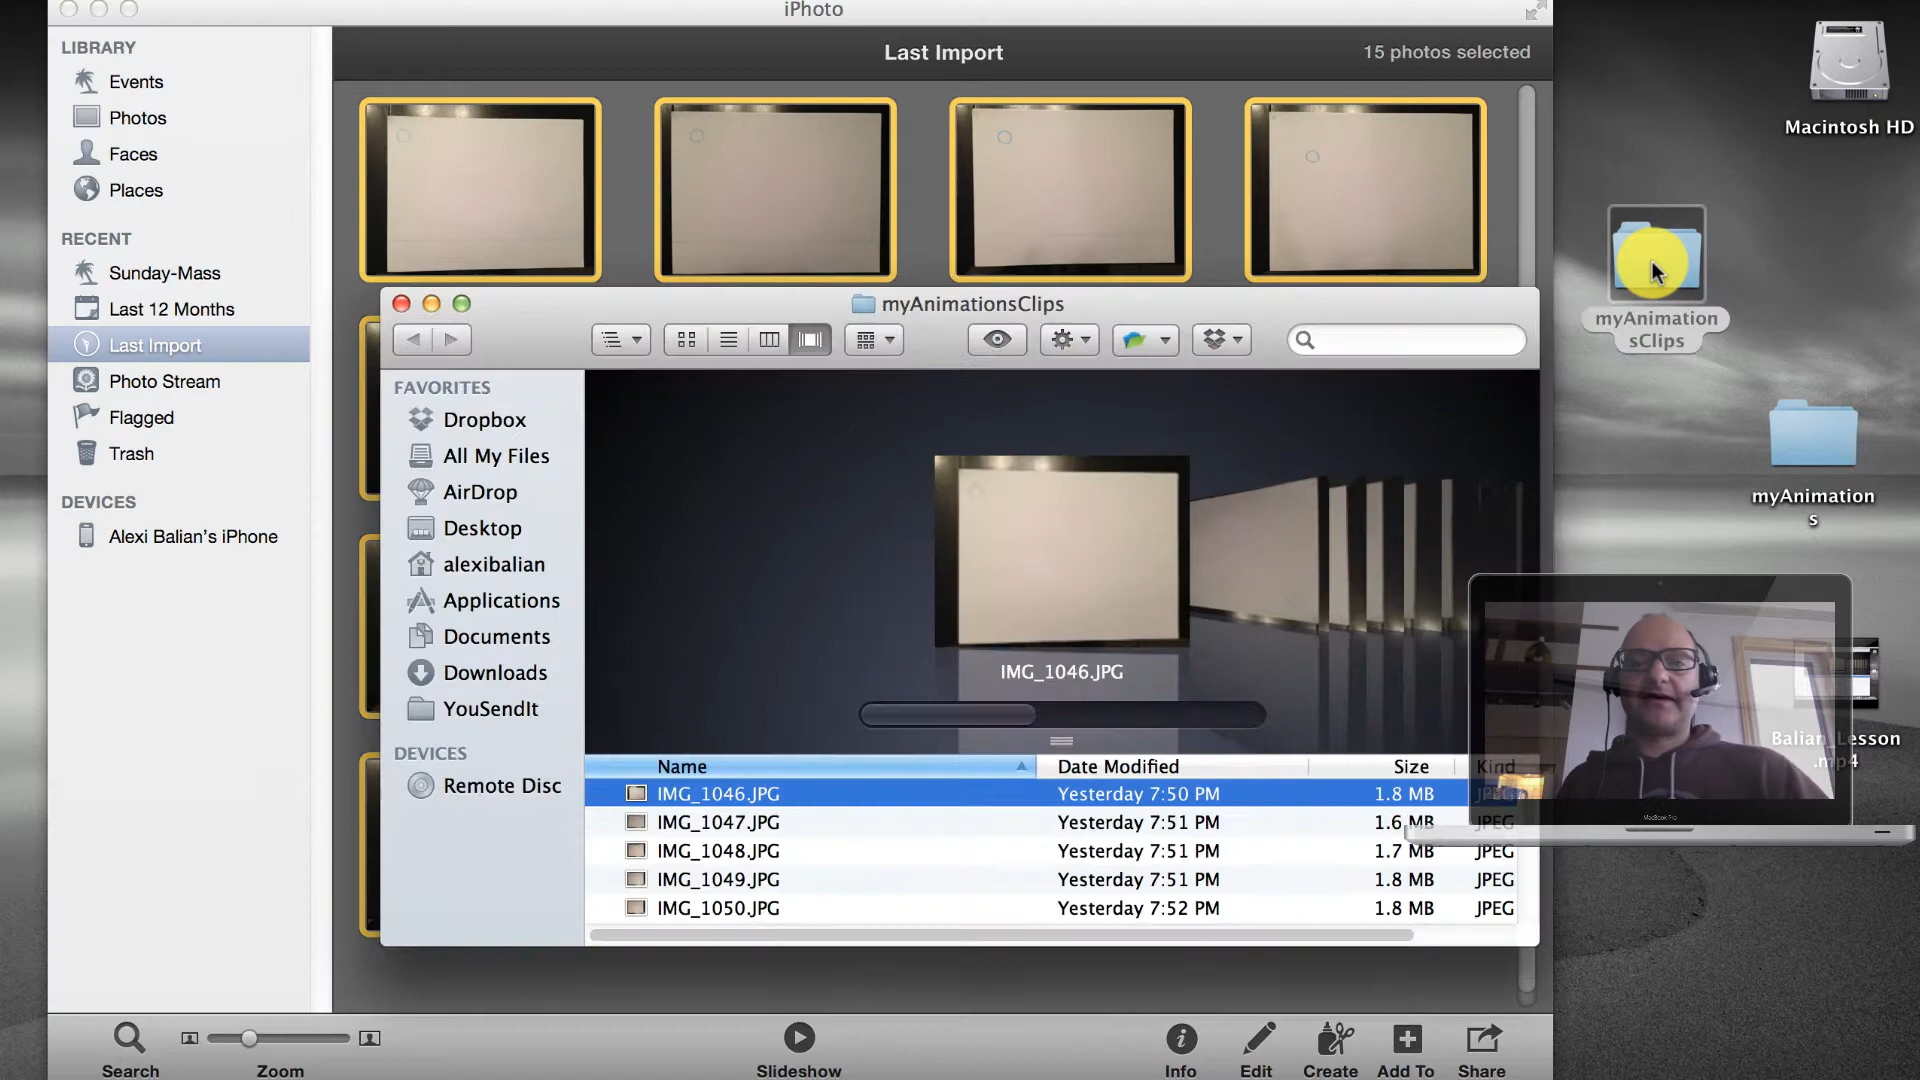 iPhoto
LIBRARY
Events
Photos
Faces
Places
RECENT
Sunday-Mass
Last 12 Months
Last Import
Photo Stream
Flagged
Trash
DEVICES
Alexi Balian's iPhone
Last Import
15 photos selected
myAnimationsClips
FAVORITES
Dropbox
All My Files
AirDrop
Desktop
alexibalian
Applications
Documents
Downloads
YouSendIt
DEVICES
Remote Disc
IMG_1046.JPG
Name Date Modified Size Kind
IMG_1046.JPG Yesterday 7:50 PM 1.8 MB JPEG
IMG_1047.JPG Yesterday 7:51 PM 1.6 MB JPEG
IMG_1048.JPG Yesterday 7:51 PM 1.7 MB JPEG
IMG_1049.JPG Yesterday 7:51 PM 1.8 MB JPEG
IMG_1050.JPG Yesterday 7:52 PM 1.8 MB JPEG
Search
Zoom
Slideshow
Info
Edit
Create
Add To
Share
Macintosh HD
myAnimation
sClips
myAnimation
s
Balian_Lesson
.mp4
MacBook Pro